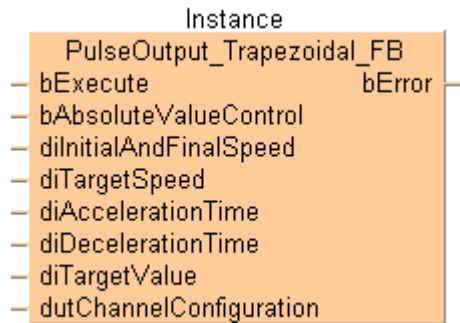 Instance
PulseOutput_Trapezoidal_FB
bExecute bError
bAbsoluteValueControl
diInitialAndFinalSpeed
diTargetSpeed
diAccelerationTime
diDecelerationTime
diTargetValue
dutChannelConfiguration